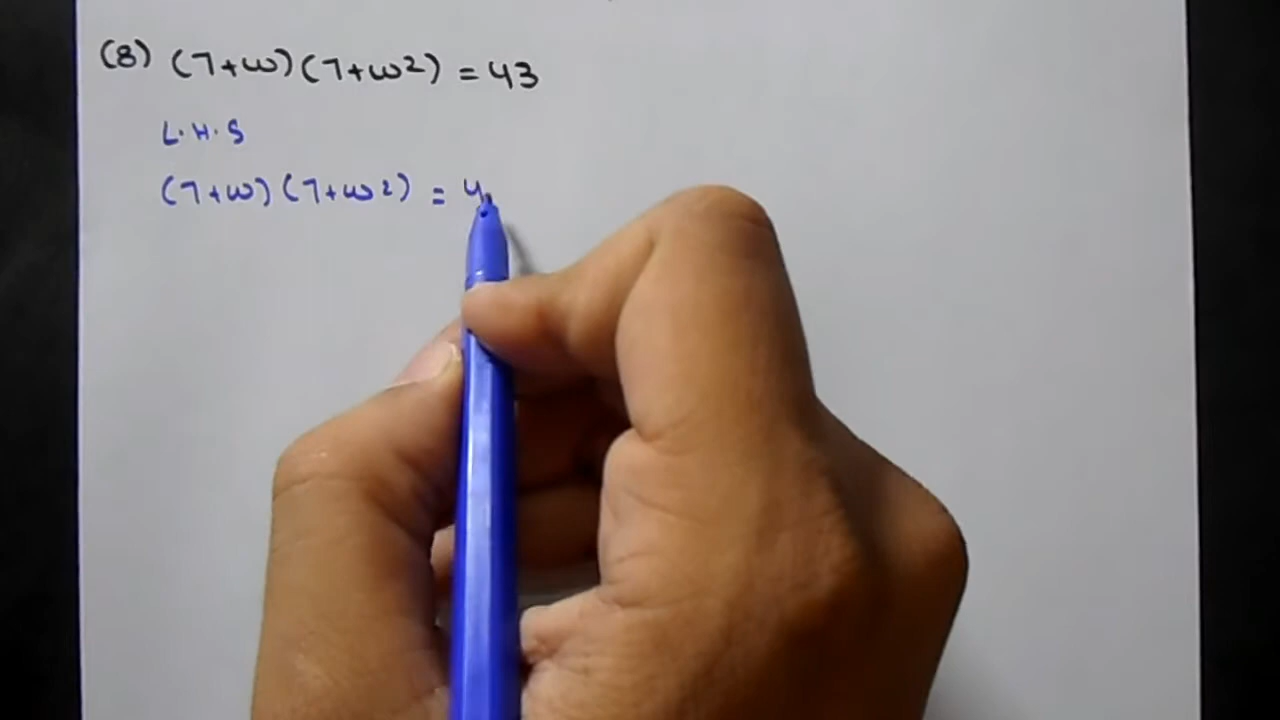 (8) (7+ω)(7+ω²) = 43
L.H.S
(7+ω)(7+ω²) = 4